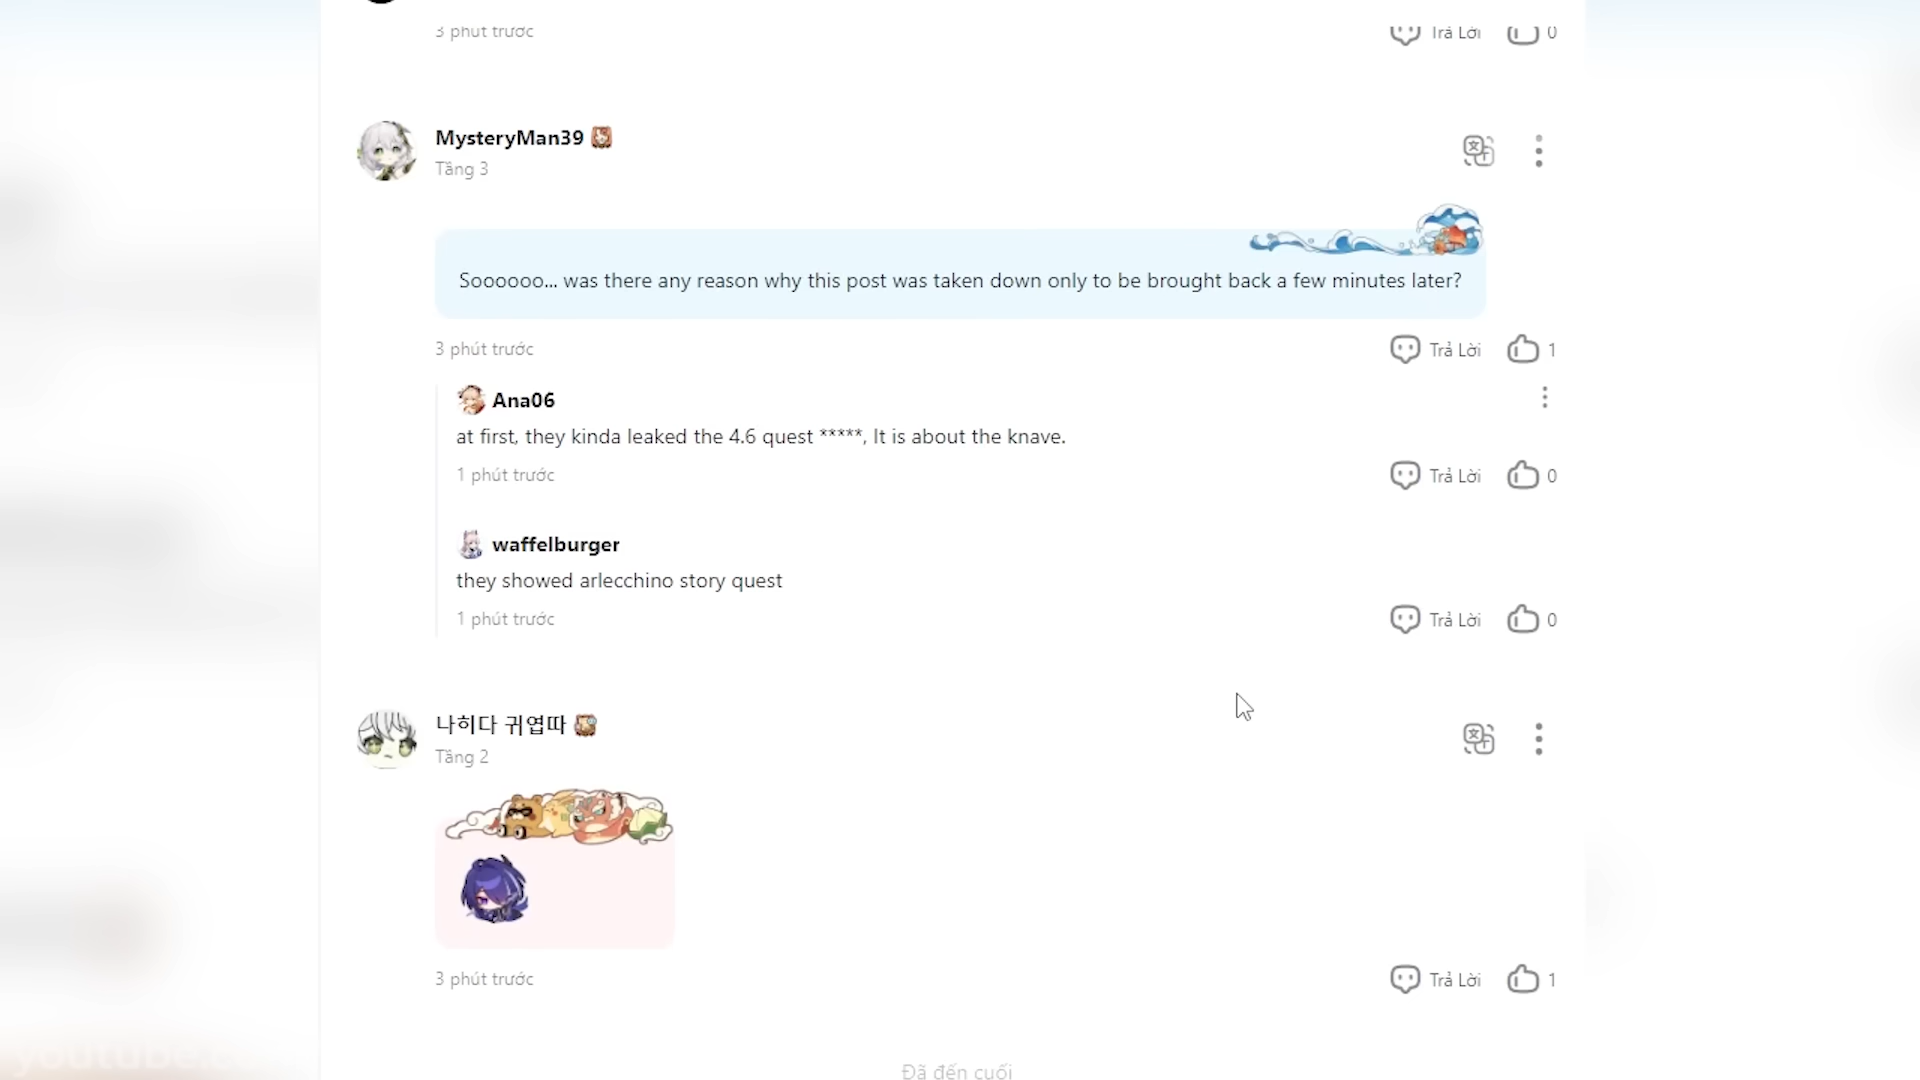 3 phút trước
Trả Lời
0
MysteryMan39
Tầng 3
Soooooo... was there any reason why this post was taken down only to be brought back a few minutes later?
3 phút trước
Trả Lời
1
Ana06
at first, they kinda leaked the 4.6 quest *****, It is about the knave.
1 phút trước
Trả Lời
0
waffelburger
they showed arlecchino story quest
1 phút trước
Trả Lời
0
나히다 귀엽따
Tầng 2
3 phút trước
Trả Lời
1
Đã đến cuối